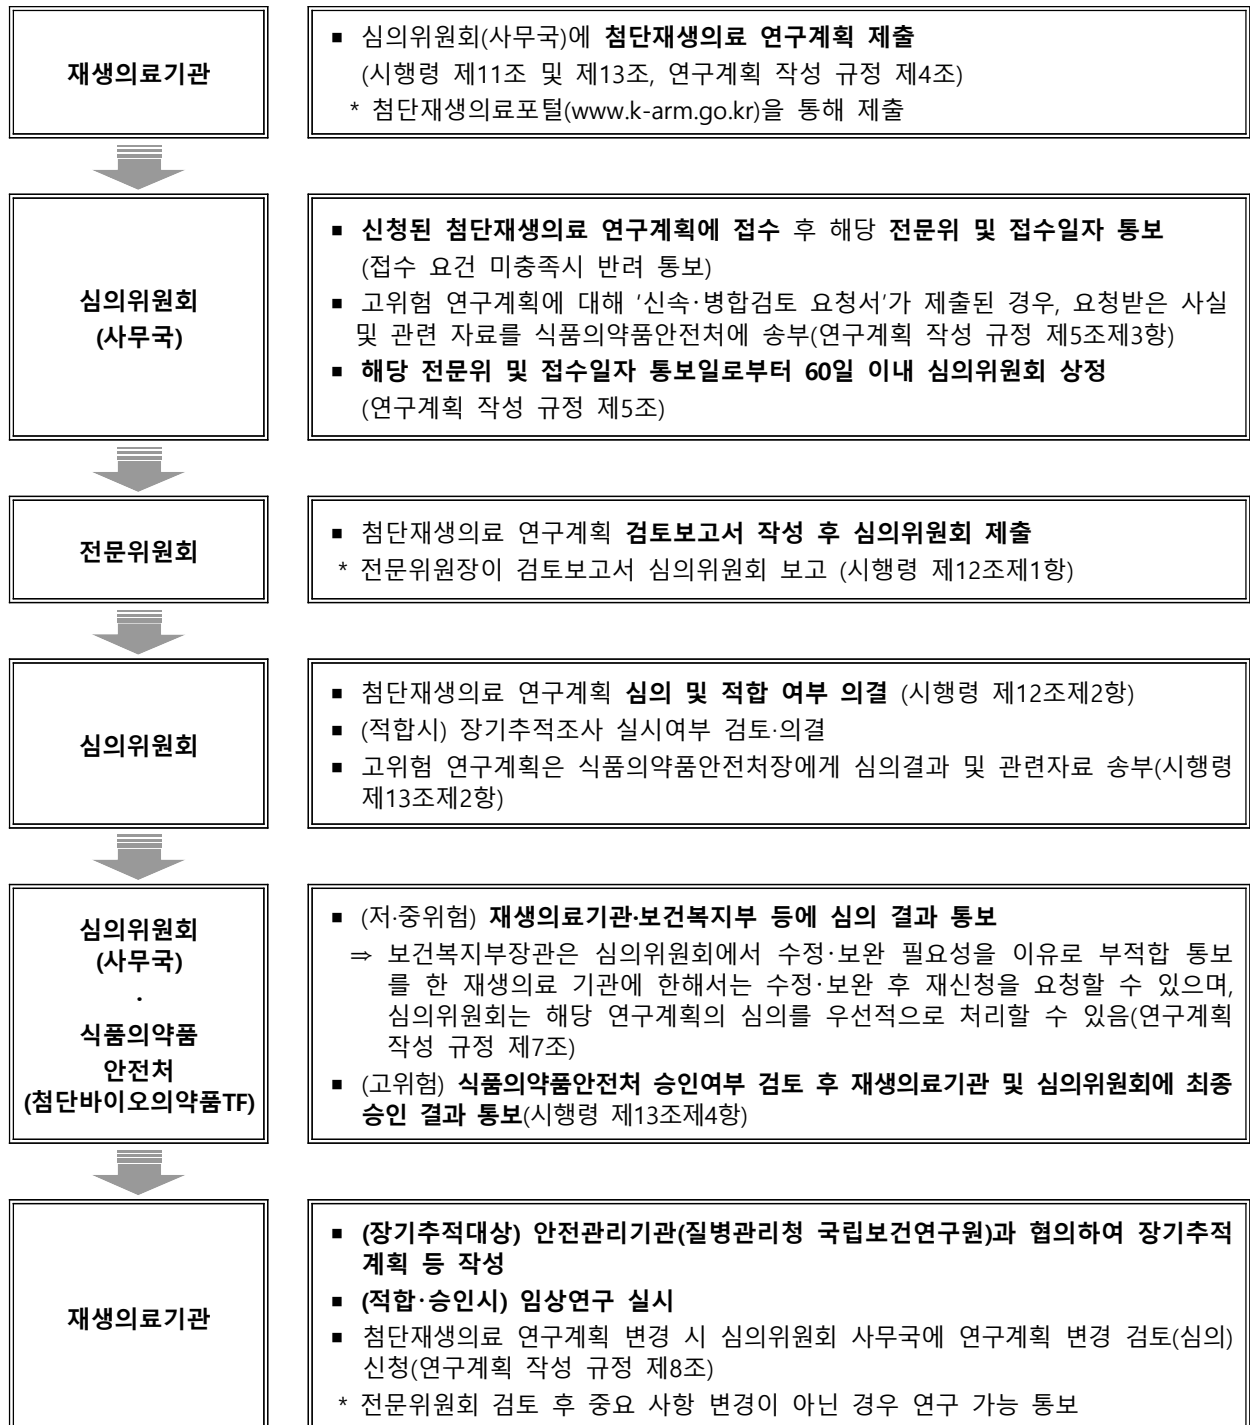 재생의료기관
▪ 심의위원회(사무국)에 첨단재생의료 연구계획 제출
(시행령 제11조 및 제13조, 연구계획 작성 규정 제4조)
* 첨단재생의료포털(www.k-arm.go.kr)을 통해 제출
심의위원회
(사무국)
▪ 신청된 첨단재생의료 연구계획에 접수 후 해당 전문위 및 접수일자 통보
(접수 요건 미충족시 반려 통보)
▪ 고위험 연구계획에 대해 '신속·병합검토 요청서'가 제출된 경우, 요청받은 사실
및 관련 자료를 식품의약품안전처에 송부(연구계획 작성 규정 제5조제3항)
▪ 해당 전문위 및 접수일자 통보일로부터 60일 이내 심의위원회 상정
(연구계획 작성 규정 제5조)
전문위원회
▪ 첨단재생의료 연구계획 검토보고서 작성 후 심의위원회 제출
* 전문위원장이 검토보고서 심의위원회 보고 (시행령 제12조제1항)
심의위원회
▪ 첨단재생의료 연구계획 심의 및 적합 여부 의결 (시행령 제12조제2항)
▪ (적합시) 장기추적조사 실시여부 검토·의결
▪ 고위험 연구계획은 식품의약품안전처장에게 심의결과 및 관련자료 송부(시행령
제13조제2항)
심의위원회
(사무국)
·
식품의약품
안전처
(첨단바이오의약품TF)
▪ (저·중위험) 재생의료기관·보건복지부 등에 심의 결과 통보
⇒ 보건복지부장관은 심의위원회에서 수정·보완 필요성을 이유로 부적합 통보
를 한 재생의료 기관에 한해서는 수정·보완 후 재신청을 요청할 수 있으며,
심의위원회는 해당 연구계획의 심의를 우선적으로 처리할 수 있음(연구계획
작성 규정 제7조)
▪ (고위험) 식품의약품안전처 승인여부 검토 후 재생의료기관 및 심의위원회에 최종
승인 결과 통보(시행령 제13조제4항)
재생의료기관
▪ (장기추적대상) 안전관리기관(질병관리청 국립보건연구원)과 협의하여 장기추적
계획 등 작성
▪ (적합·승인시) 임상연구 실시
▪ 첨단재생의료 연구계획 변경 시 심의위원회 사무국에 연구계획 변경 검토(심의)
신청(연구계획 작성 규정 제8조)
* 전문위원회 검토 후 중요 사항 변경이 아닌 경우 연구 가능 통보